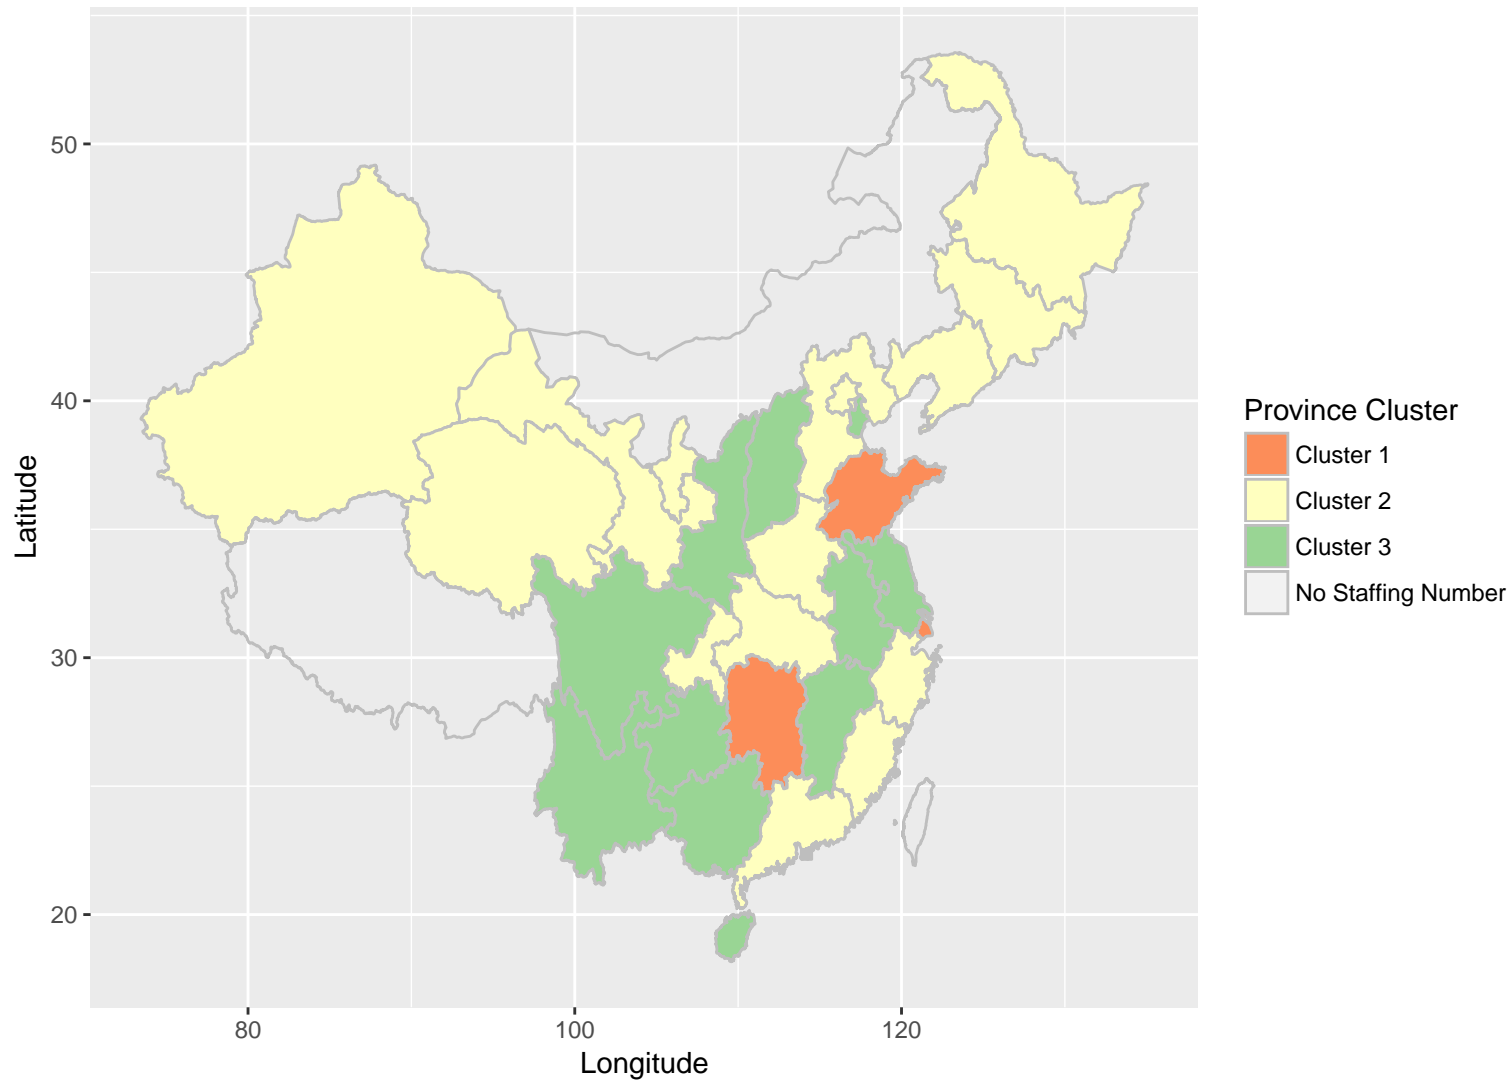 50
40
30
20
Latitude
80
100
120
Longitude
Province Cluster
Cluster 1
Cluster 2
Cluster 3
No Staffing Number